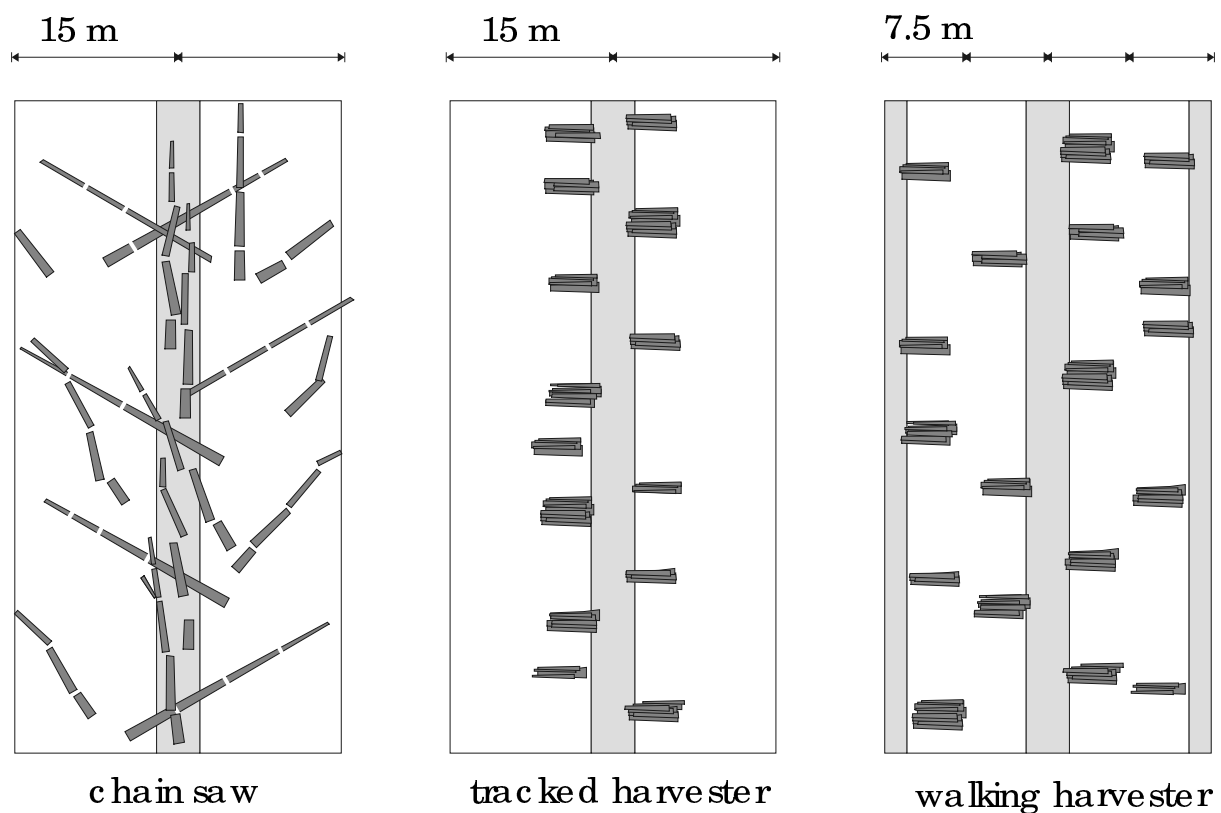 15 m
15 m
7.5 m
chain saw
tracked harvester
walking harvester